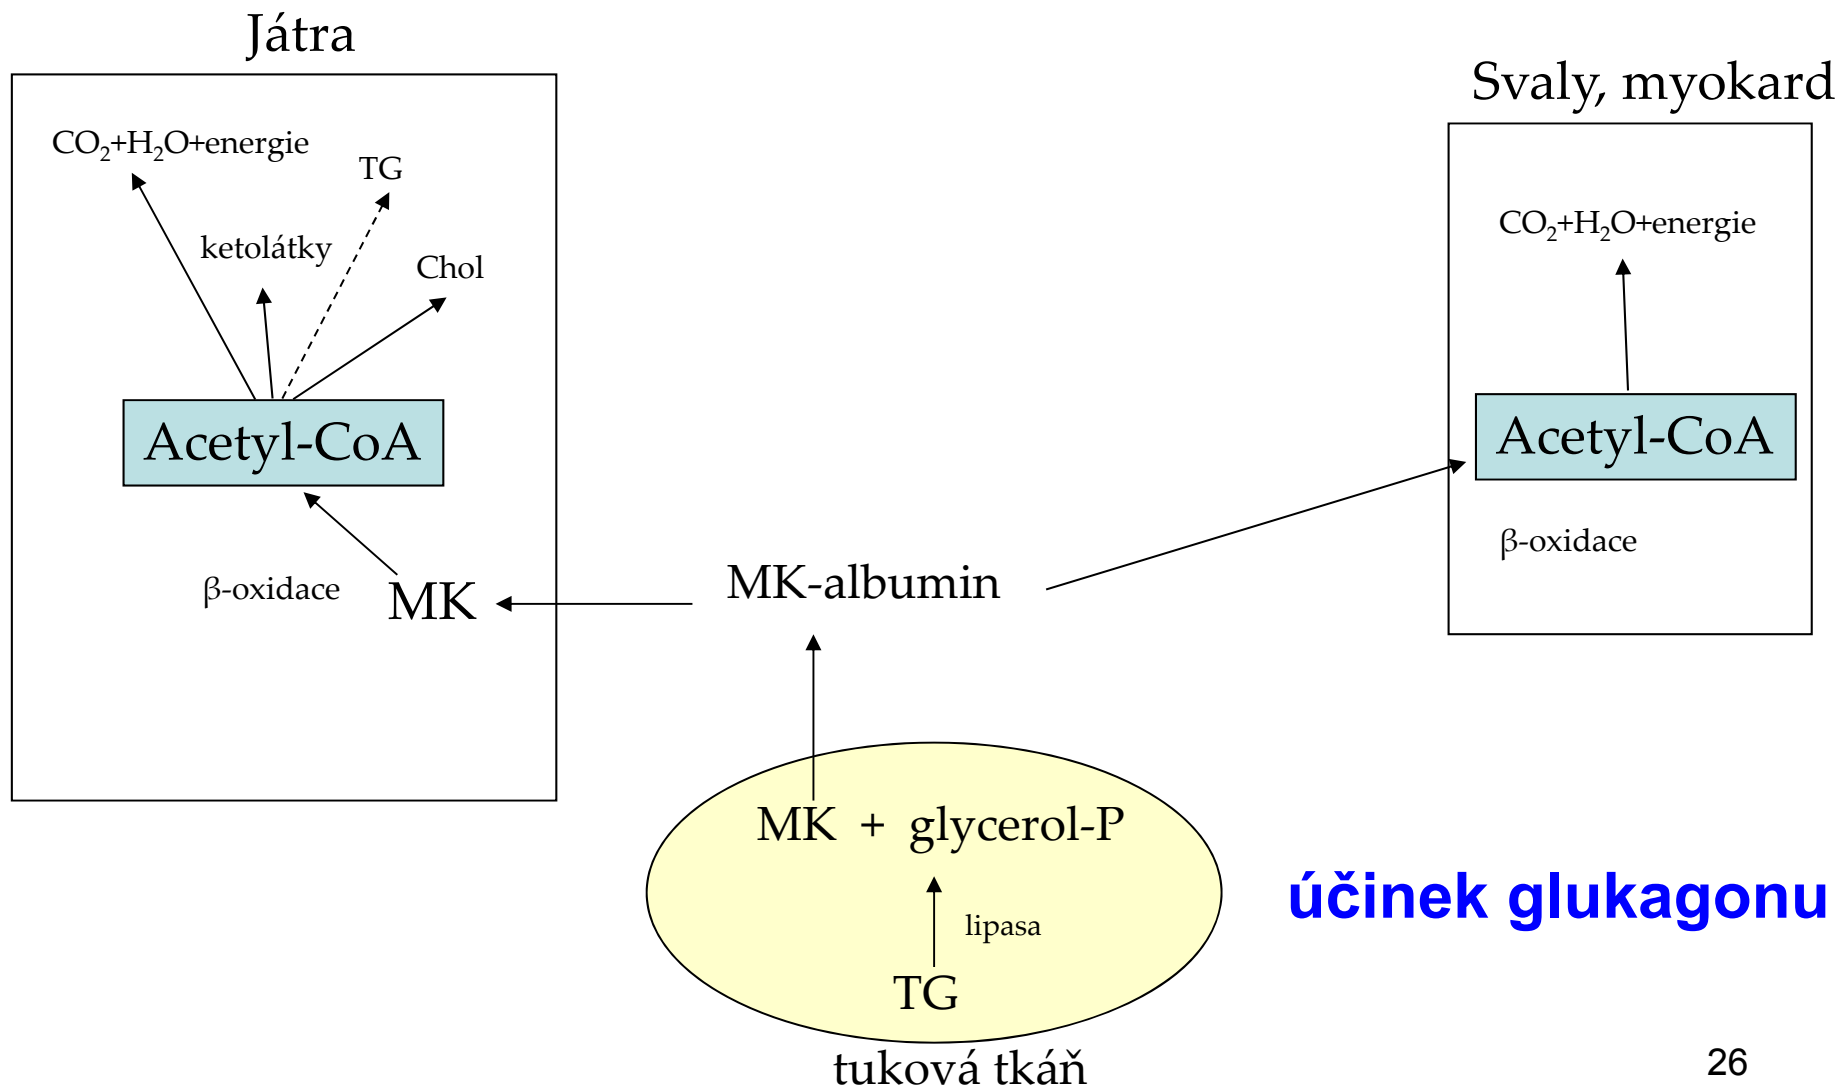 Játra
Svaly, myokard
CO₂+H₂O+energie
TG
ketolátky
Chol
CO₂+H₂O+energie
Acetyl-CoA
Acetyl-CoA
β-oxidace
β-oxidace
MK
MK-albumin
MK + glycerol-P
lipasa
TG
účinek glukagonu
tuková tkáň
26